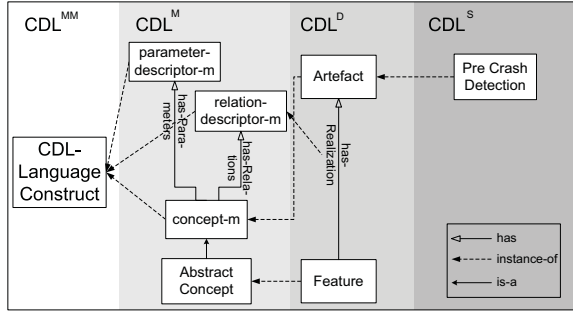 CDL^MM
CDL^M
CDL^D
CDL^S
parameter-
descriptor-m
Artefact
Pre Crash
Detection
relation-
descriptor-m
has-Para-
meters
has-Rela-
tions
has-
Realization
CDL-
Language
Construct
concept-m
Abstract
Concept
Feature
has
instance-of
is-a